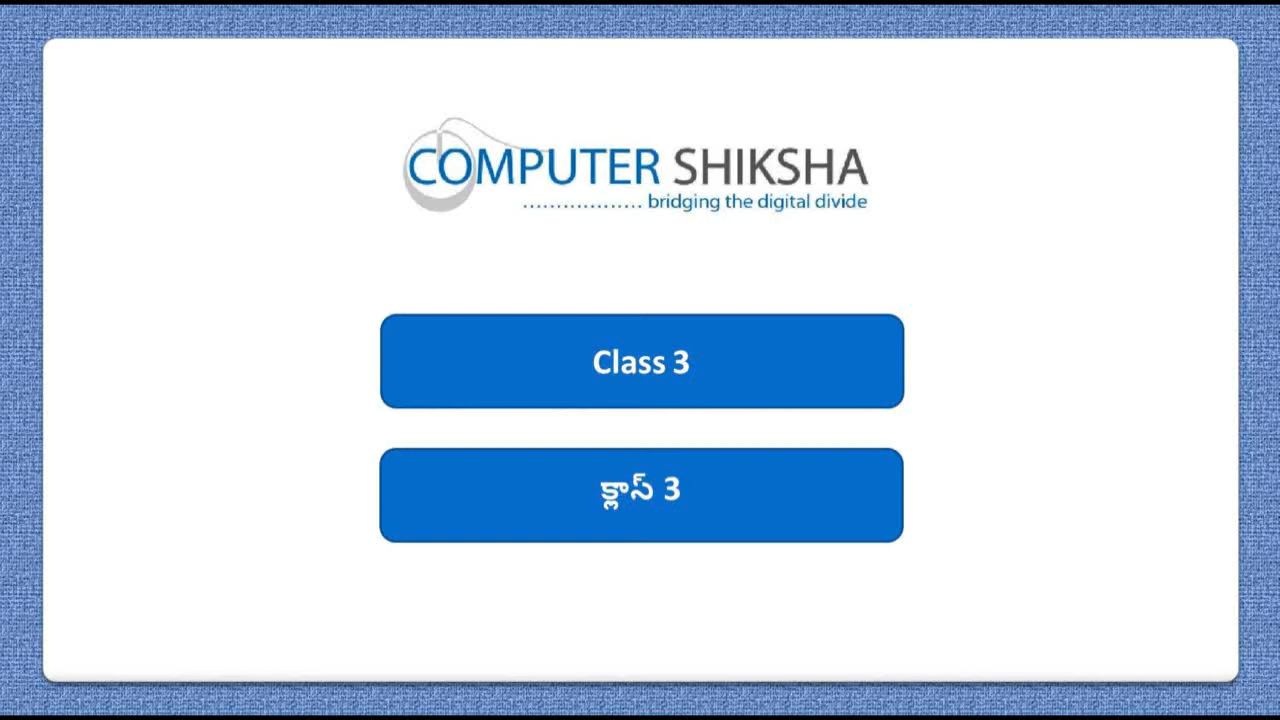 COMPUTER SHIKSHA
.................. bridging the digital divide
Class 3
క్లాస్ 3